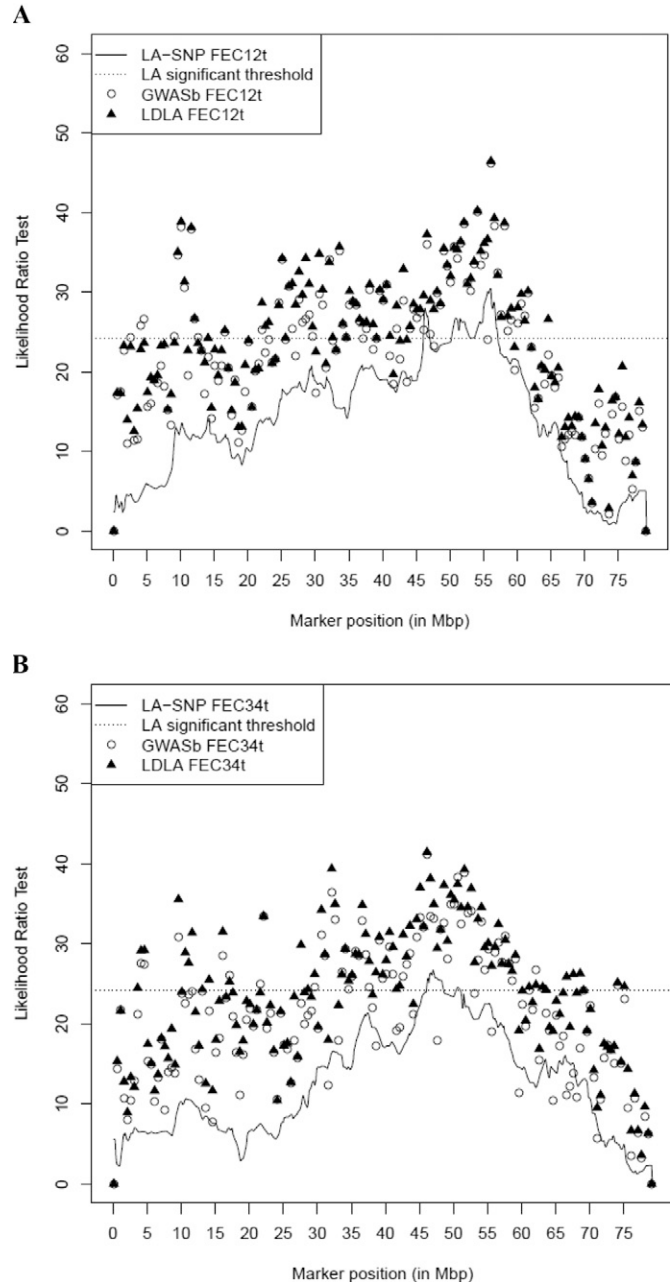 A
LA−SNP FEC12t
LA significant threshold
GWASb FEC12t
LDLA FEC12t
Likelihood Ratio Test
60
50
40
30
20
10
0
0 5 10 15 20 25 30 35 40 45 50 55 60 65 70 75
Marker position (in Mbp)
B
LA−SNP FEC34t
LA significant threshold
GWASb FEC34t
LDLA FEC34t
Likelihood Ratio Test
60
50
40
30
20
10
0
0 5 10 15 20 25 30 35 40 45 50 55 60 65 70 75
Marker position (in Mbp)